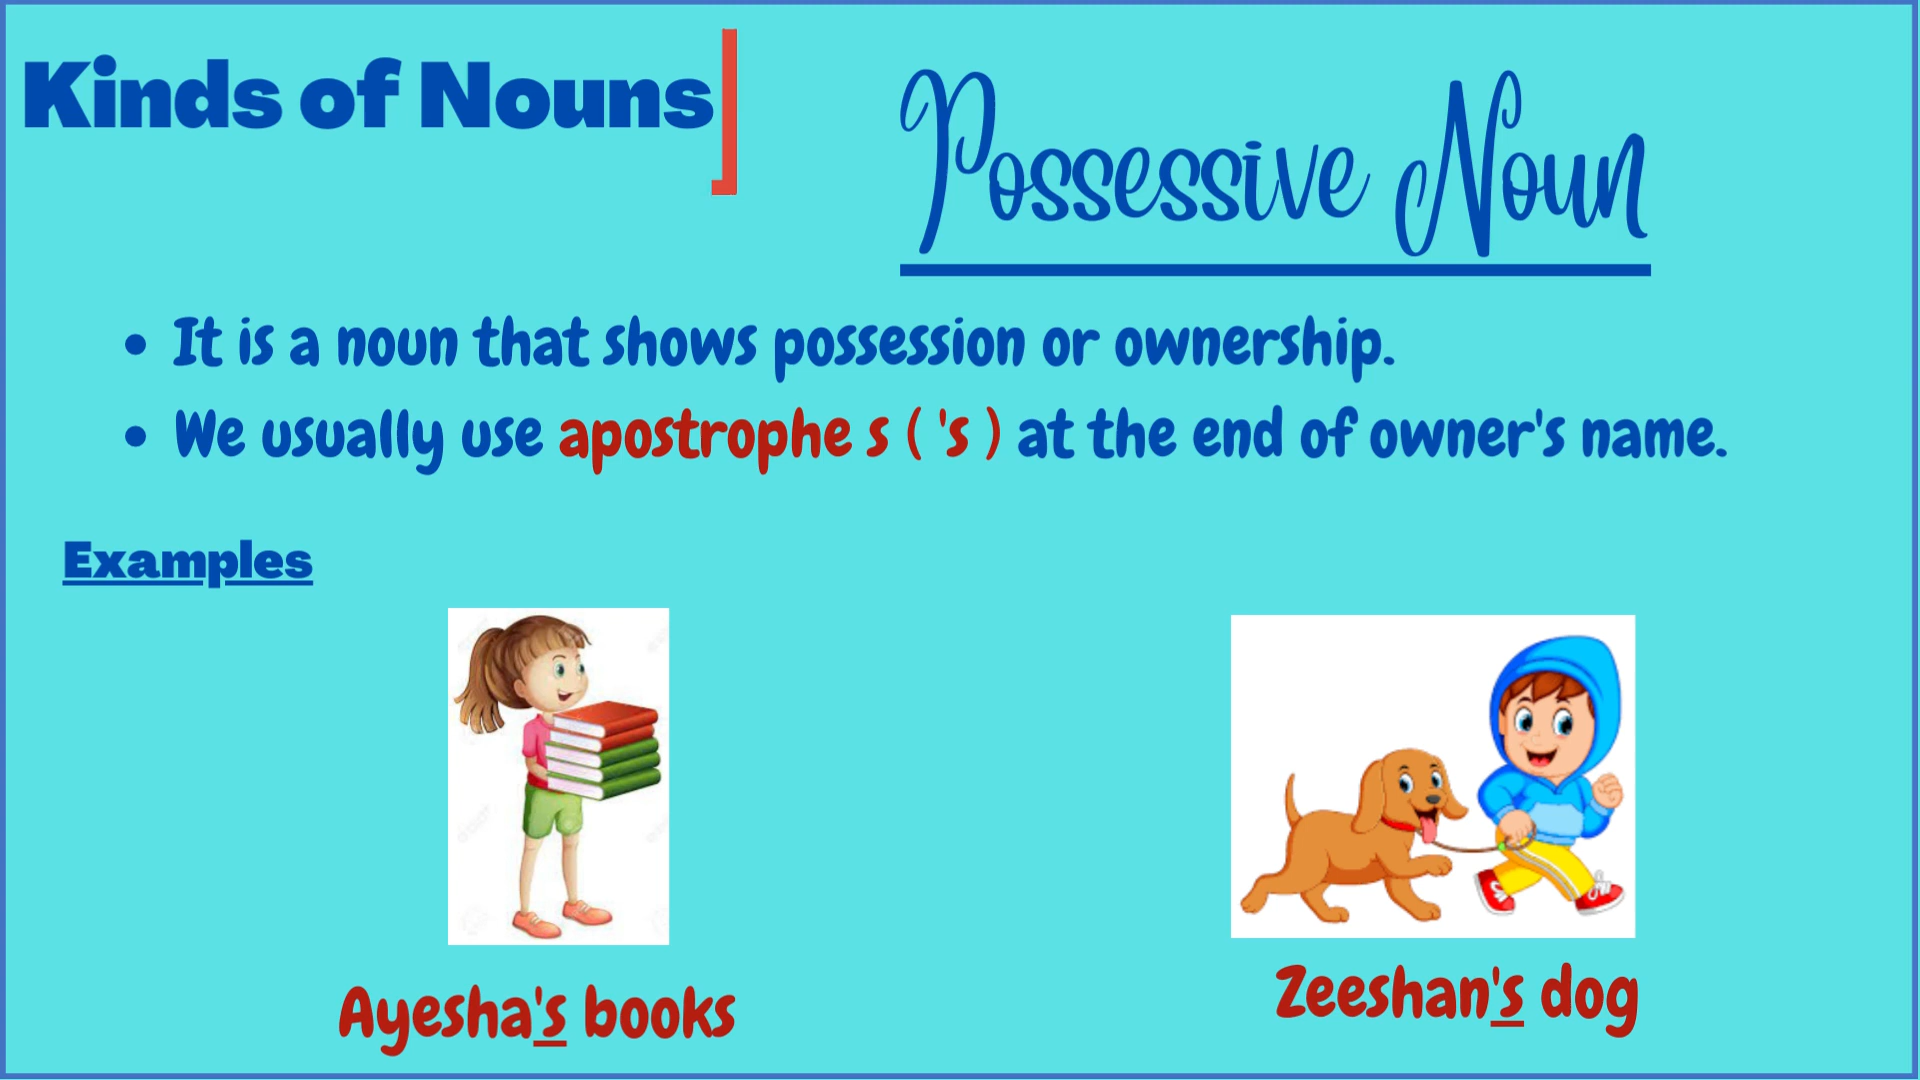 Kinds of Nouns
Possessive Noun
• It is a noun that shows possession or ownership.
• We usually use apostrophe s ( 's ) at the end of owner's name.
Examples
Ayesha's books
Zeeshan's dog